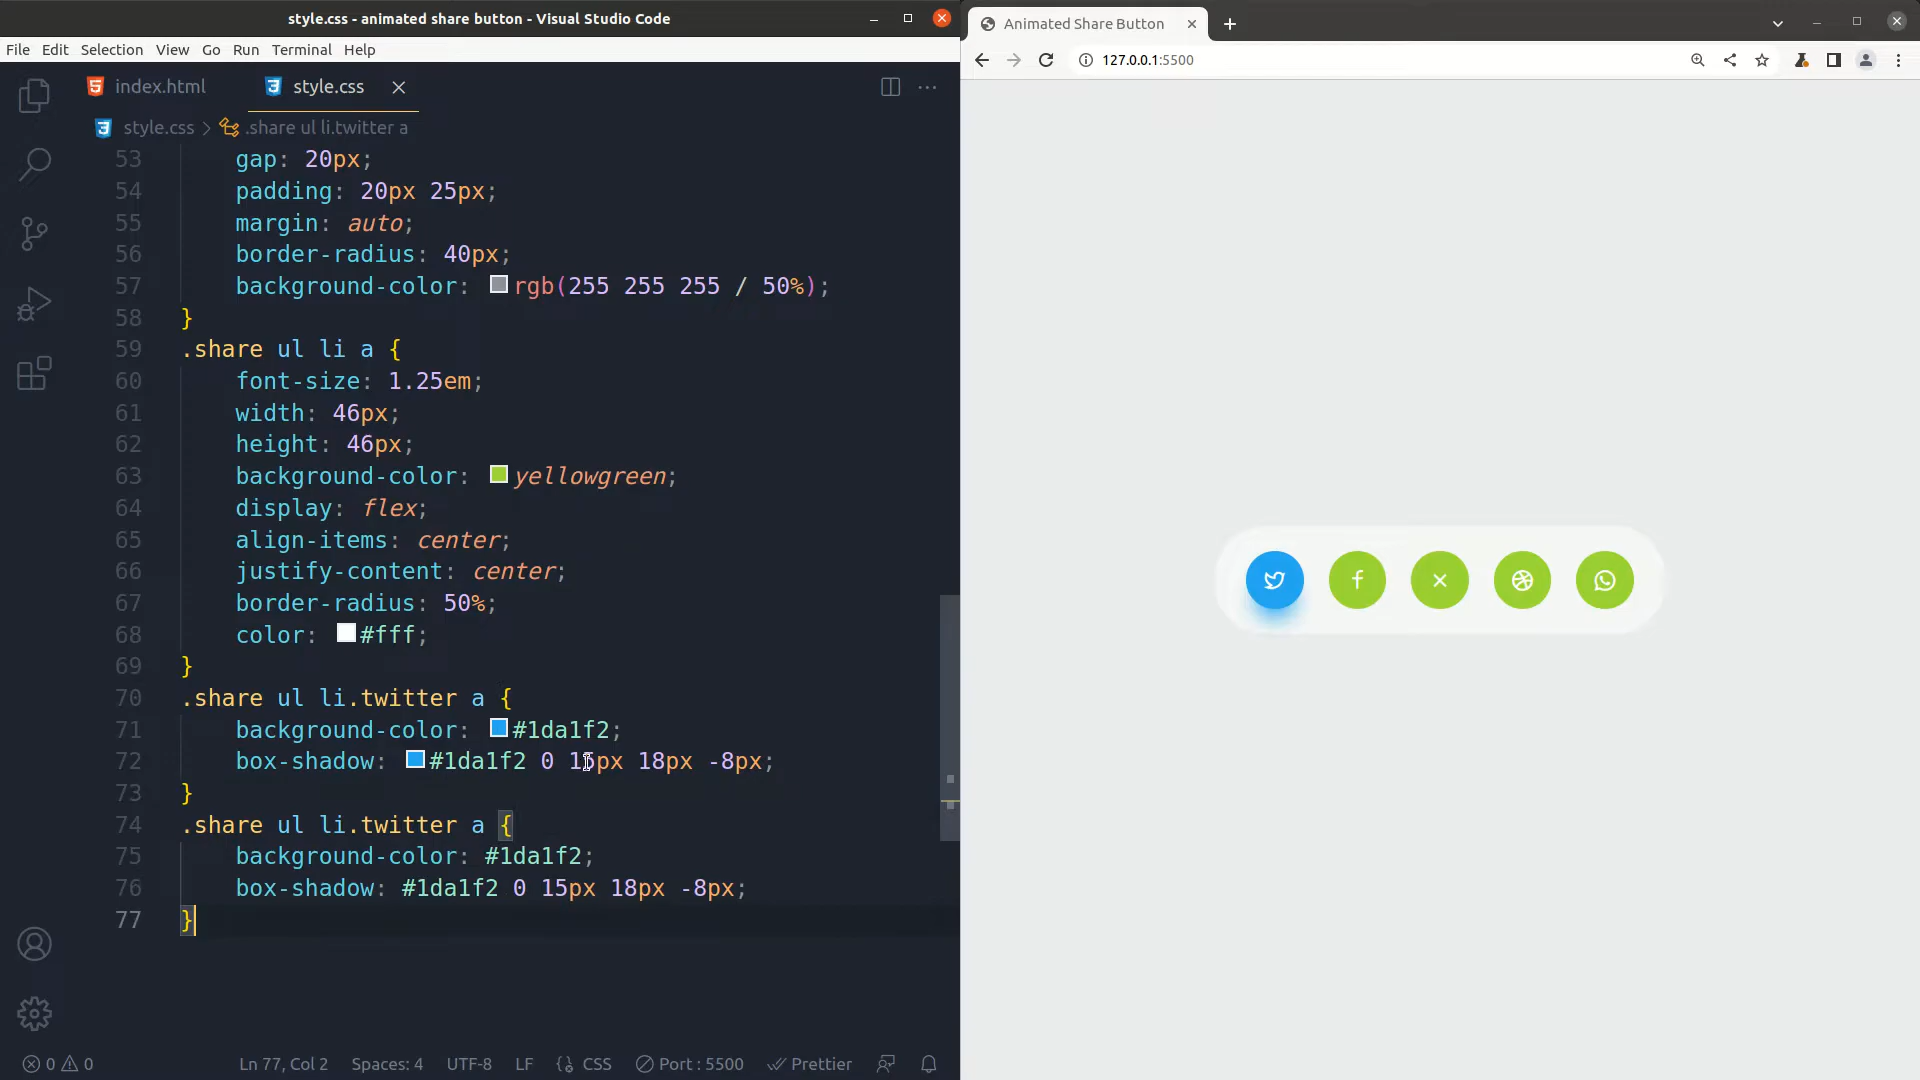 style.css - animated share button - Visual Studio Code
File Edit Selection View Go Run Terminal Help
index.html style.css
style.css > .share ul li.twitter a
53 gap: 20px;
54 padding: 20px 25px;
55 margin: auto;
56 border-radius: 40px;
57 background-color: rgb(255 255 255 / 50%);
58 }
59 .share ul li a {
60 font-size: 1.25em;
61 width: 46px;
62 height: 46px;
63 background-color: yellowgreen;
64 display: flex;
65 align-items: center;
66 justify-content: center;
67 border-radius: 50%;
68 color: #fff;
69 }
70 .share ul li.twitter a {
71 background-color: #1da1f2;
72 box-shadow: #1da1f2 0 15px 18px -8px;
73 }
74 .share ul li.twitter a {
75 background-color: #1da1f2;
76 box-shadow: #1da1f2 0 15px 18px -8px;
77 }
0 0 Ln 77, Col 2 Spaces: 4 UTF-8 LF {} CSS Port : 5500 Prettier
Animated Share Button
127.0.0.1:5500